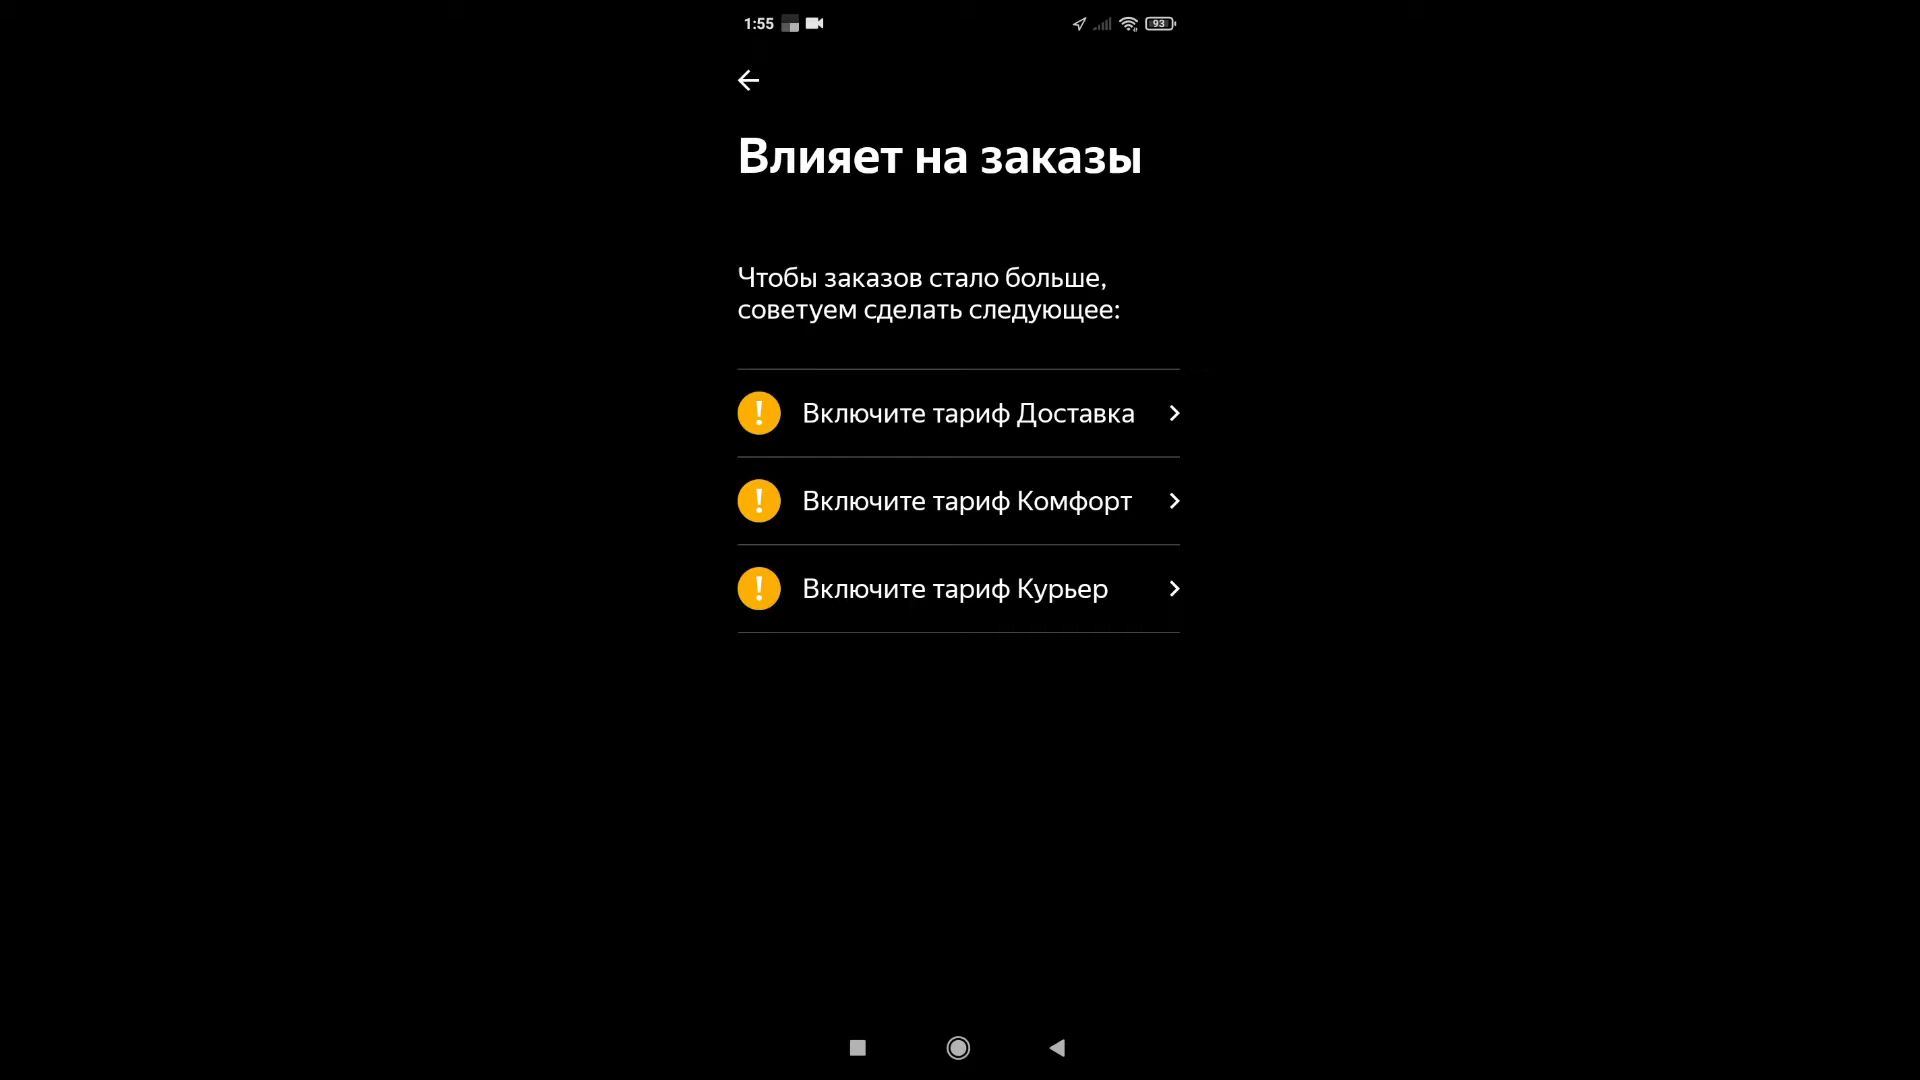 1:55
93
Влияет на заказы
Чтобы заказов стало больше,
советуем сделать следующее:
! Включите тариф Доставка
! Включите тариф Комфорт
! Включите тариф Курьер